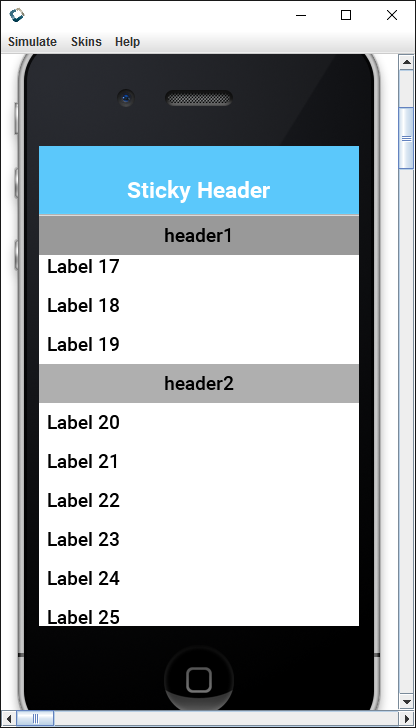 Simulate Skins Help
Sticky Header
header1
Label 17
Label 18
Label 19
header2
Label 20
Label 21
Label 22
Label 23
Label 24
Label 25